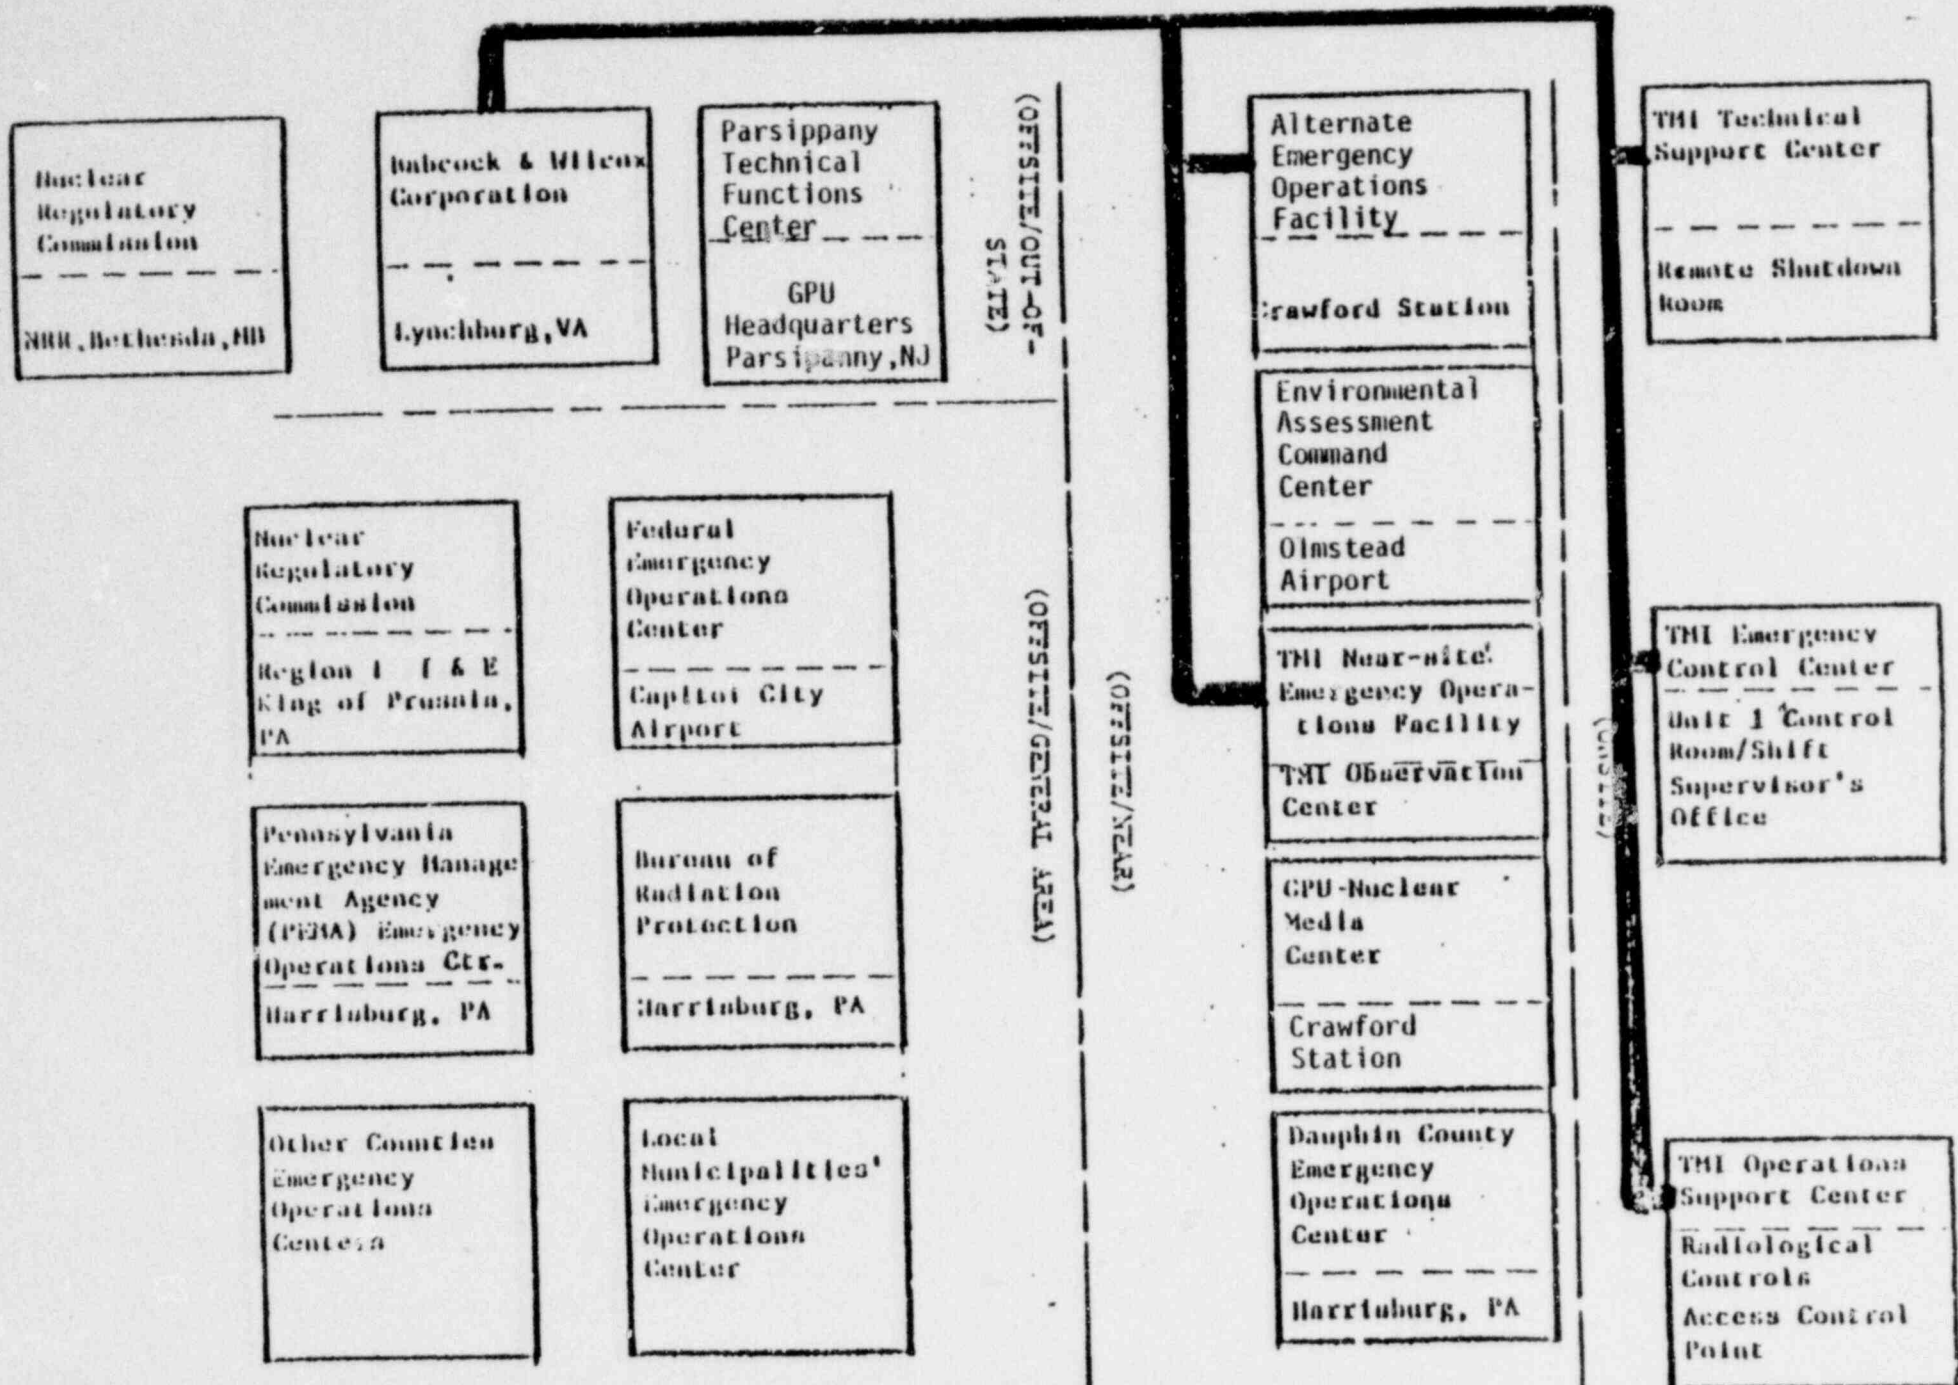 Nuclear
Regulatory
Commission
NRR, Bethesda, MD
Babcock & Wilcox
Corporation
Lynchburg, VA
Parsippany
Technical
Functions
Center
GPU
Headquarters
Parsipanny, NJ
(OFFSITE/OUT-OF-
STATE)
Alternate
Emergency
Operations
Facility
Crawford Station
TMI Technical
Support Center
Remote Shutdown
Room
Environmental
Assessment
Command
Center
Olmstead
Airport
Nuclear
Regulatory
Commission
Region I I & E
King of Prussia,
PA
Federal
Emergency
Operations
Center
Capitol City
Airport
(OFFSITE/GENERAL AREA)
(OFFSITE/NEAR)
TMI Near-site
Emergency Opera-
tions Facility
TMI Observation
Center
(ONSITE)
TMI Emergency
Control Center
Unit 1 Control
Room/Shift
Supervisor's
Office
Pennsylvania
Emergency Manage
ment Agency
(PEMA) Emergency
Operations Ctr.
Harrisburg, PA
Bureau of
Radiation
Protection
Harrisburg, PA
GPU-Nuclear
Media
Center
Crawford
Station
Other Counties
Emergency
Operations
Centers
Local
Municipalities'
Emergency
Operations
Center
Dauphin County
Emergency
Operations
Center
Harrisburg, PA
TMI Operations
Support Center
Radiological
Controls
Access Control
Point